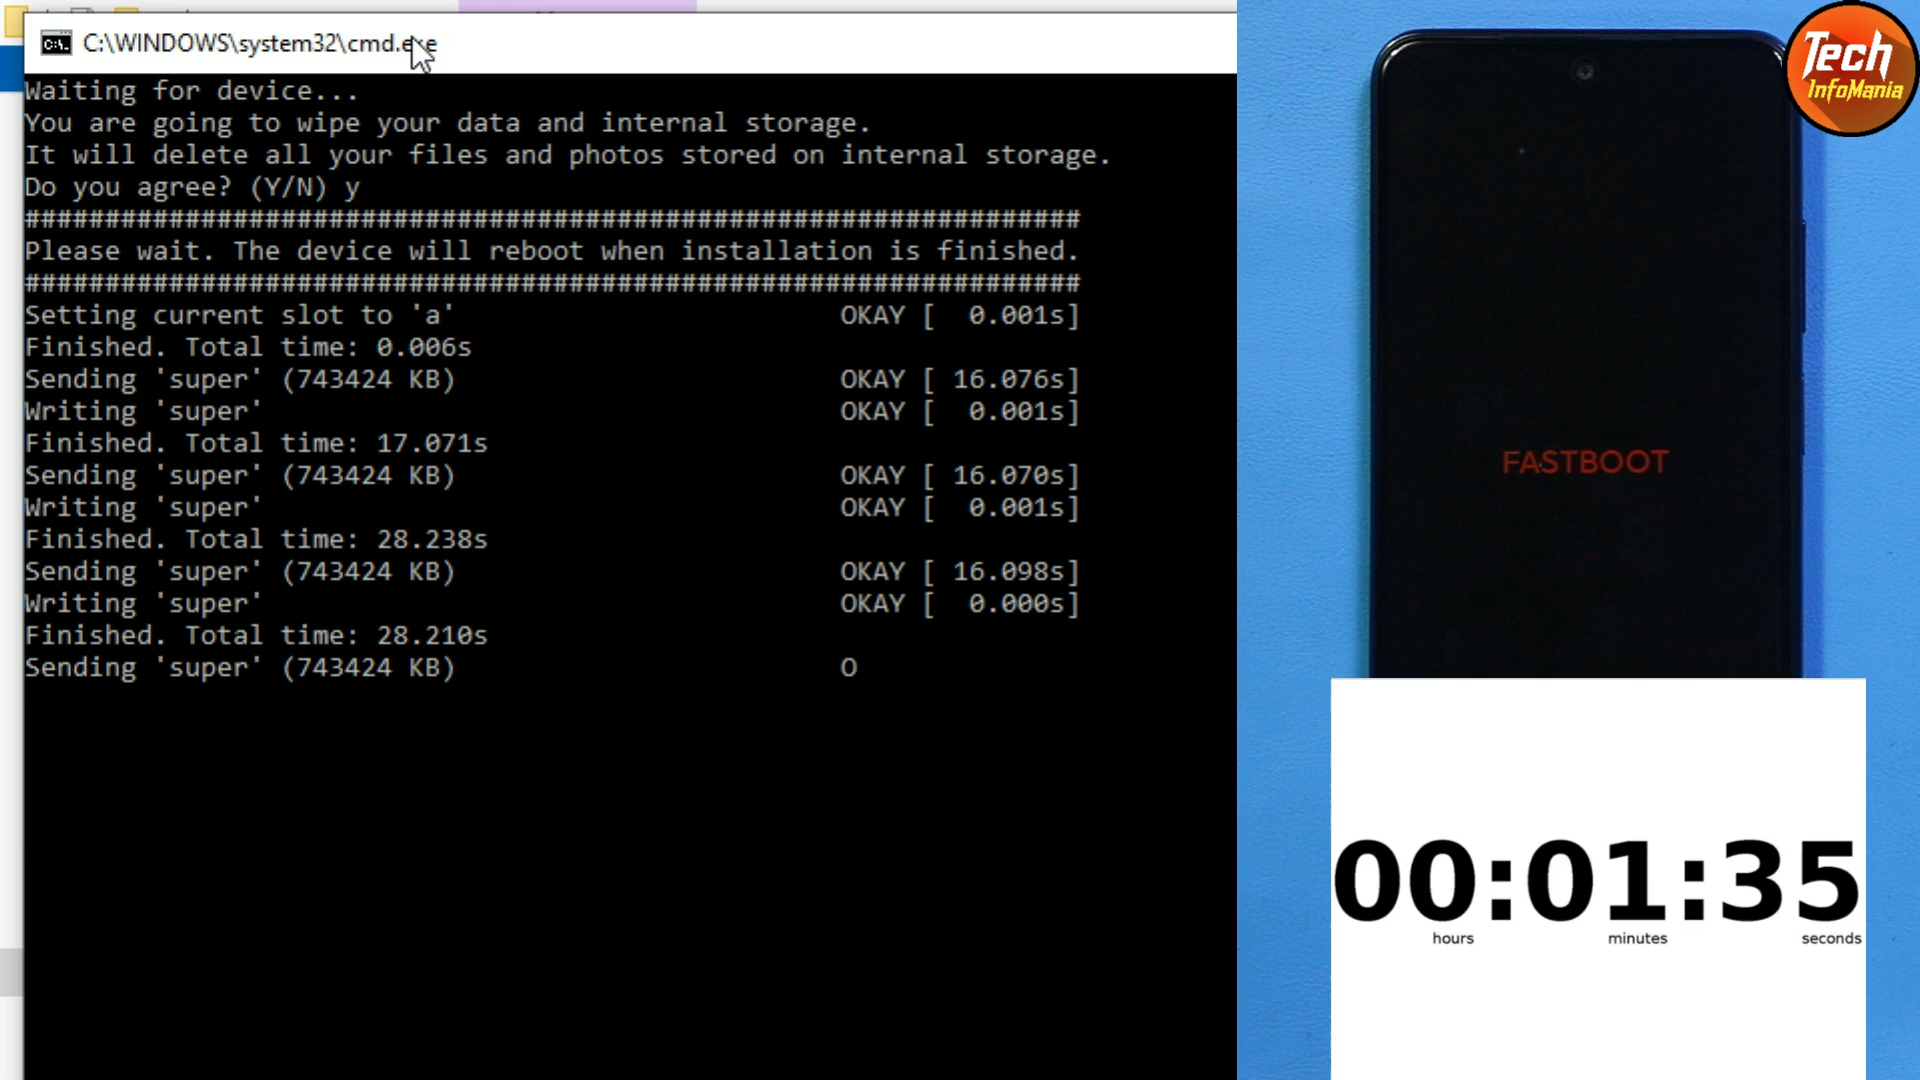 C:\WINDOWS\system32\cmd.exe
Waiting for device...
You are going to wipe your data and internal storage.
It will delete all your files and photos stored on internal storage.
Do you agree? (Y/N) y
##################################################################
Please wait. The device will reboot when installation is finished.
##################################################################
Setting current slot to 'a' OKAY [ 0.001s]
Finished. Total time: 0.006s
Sending 'super' (743424 KB) OKAY [ 16.076s]
Writing 'super' OKAY [ 0.001s]
Finished. Total time: 17.071s
Sending 'super' (743424 KB) OKAY [ 16.070s]
Writing 'super' OKAY [ 0.001s]
Finished. Total time: 28.238s
Sending 'super' (743424 KB) OKAY [ 16.098s]
Writing 'super' OKAY [ 0.000s]
Finished. Total time: 28.210s
Sending 'super' (743424 KB) O
Tech
InfoMania
FASTBOOT
00:01:35
hours minutes seconds